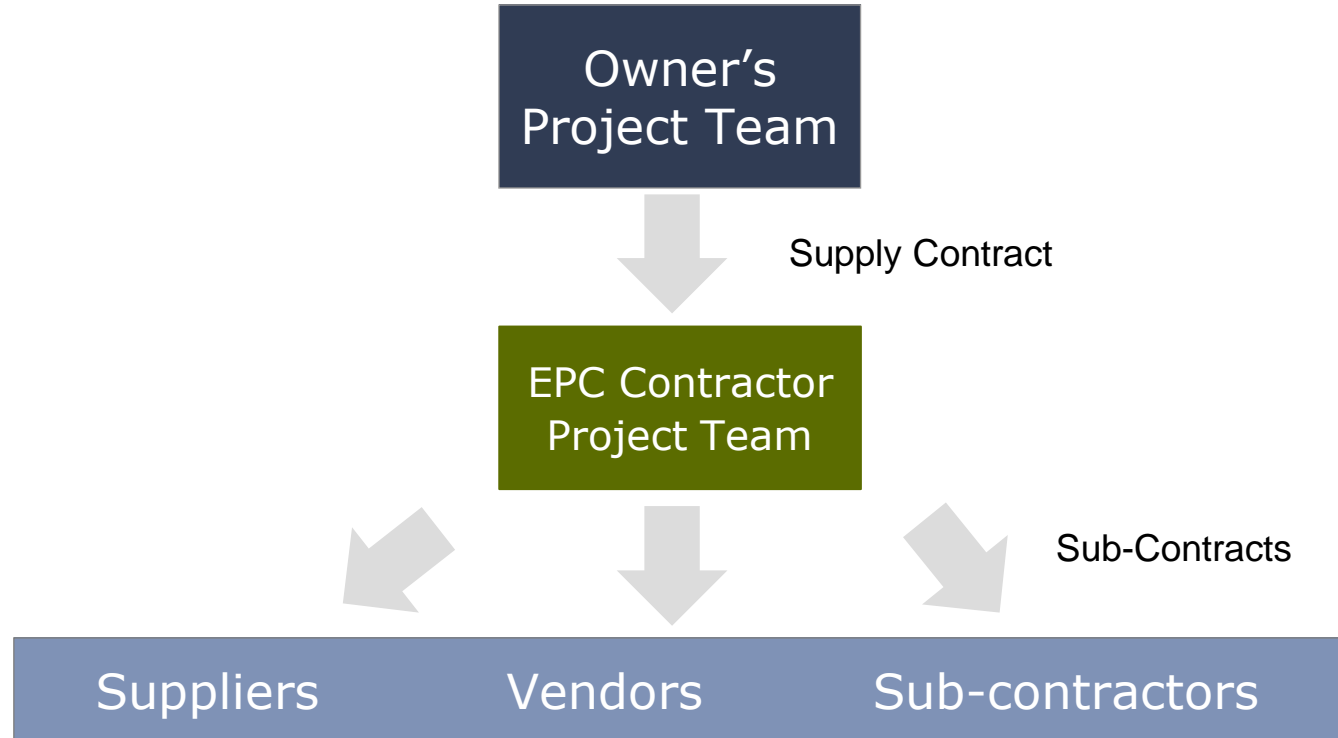 Owner’s
Project Team
Supply Contract
EPC Contractor
Project Team
Sub-Contracts
Suppliers Vendors Sub-contractors